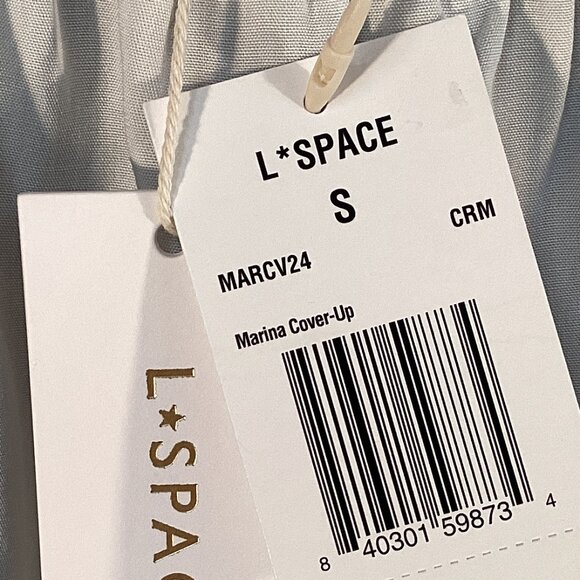 L*SPACE
S
CRM
MARCV24
Marina Cover-Up
8 40301 59873 4
L★SPAC